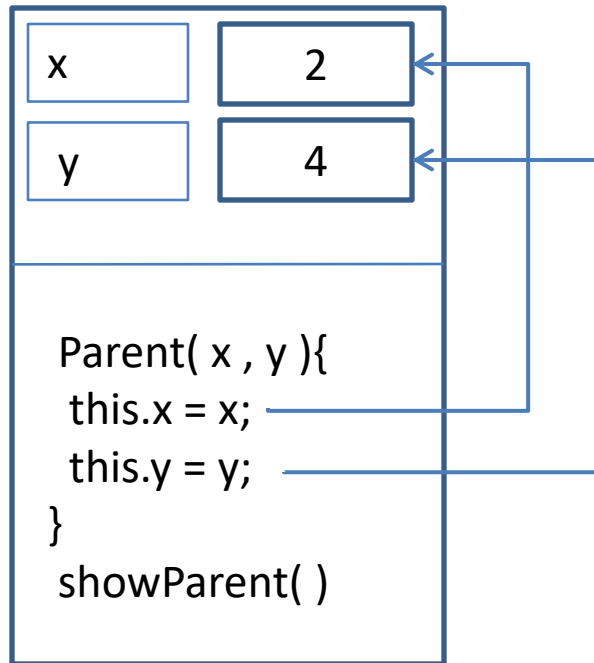 x 2
y 4
Parent( x , y ){
this.x = x;
this.y = y;
}
showParent( )